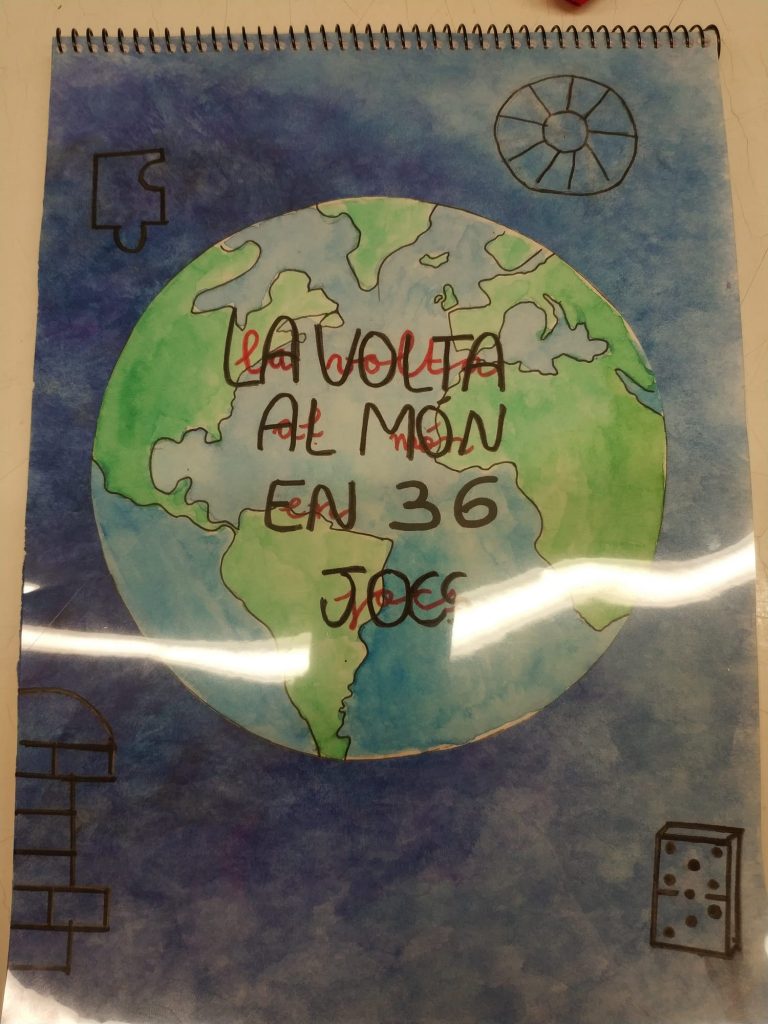 LA VOLTA
AL MÓN
EN 36
JOCS